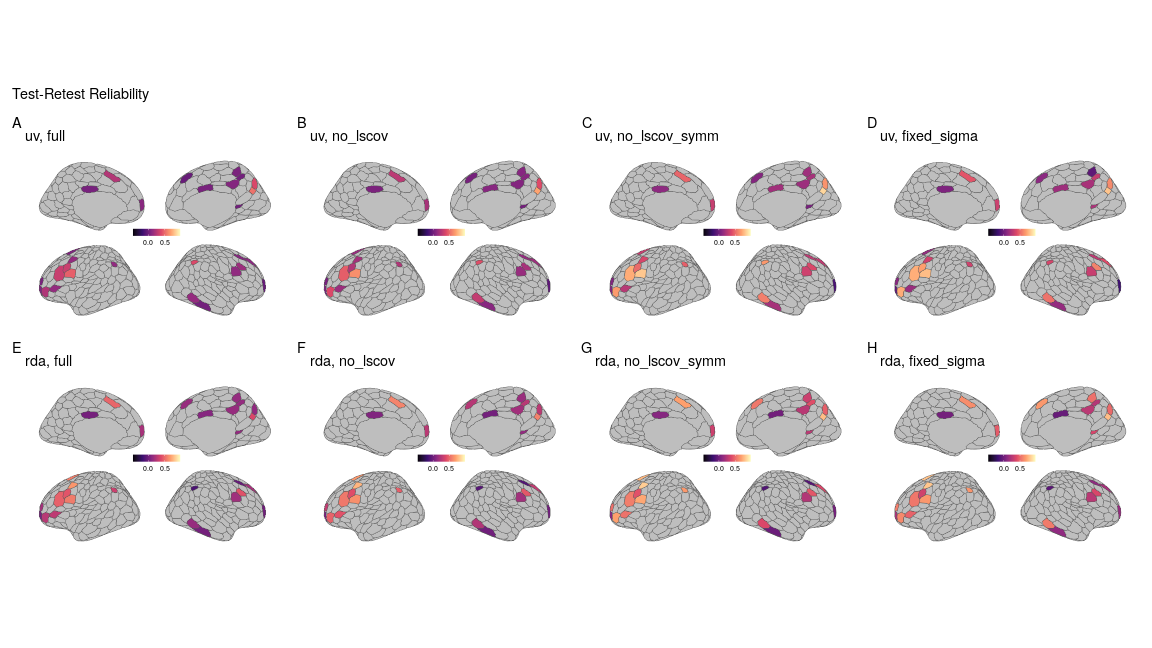 Test-Retest Reliability
A B C D
uv, full uv, no_lscov uv, no_lscov_symm uv, fixed_sigma
0.0 0.5 0.0 0.5 0.0 0.5 0.0 0.5
E F G H
rda, full rda, no_lscov rda, no_lscov_symm rda, fixed_sigma
0.0 0.5 0.0 0.5 0.0 0.5 0.0 0.5